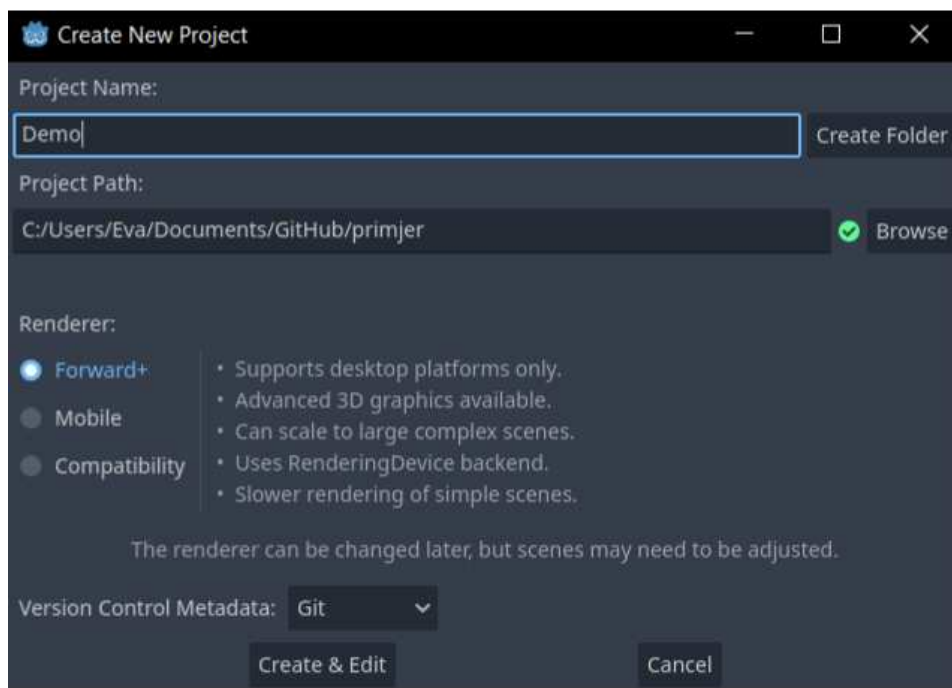 Create New Project
Project Name:
Demo
Create Folder
Project Path:
C:/Users/Eva/Documents/GitHub/primjer
Browse
Renderer:
Forward+
Mobile
Compatibility
• Supports desktop platforms only.
• Advanced 3D graphics available.
• Can scale to large complex scenes.
• Uses RenderingDevice backend.
• Slower rendering of simple scenes.
The renderer can be changed later, but scenes may need to be adjusted.
Version Control Metadata: Git
Create & Edit
Cancel